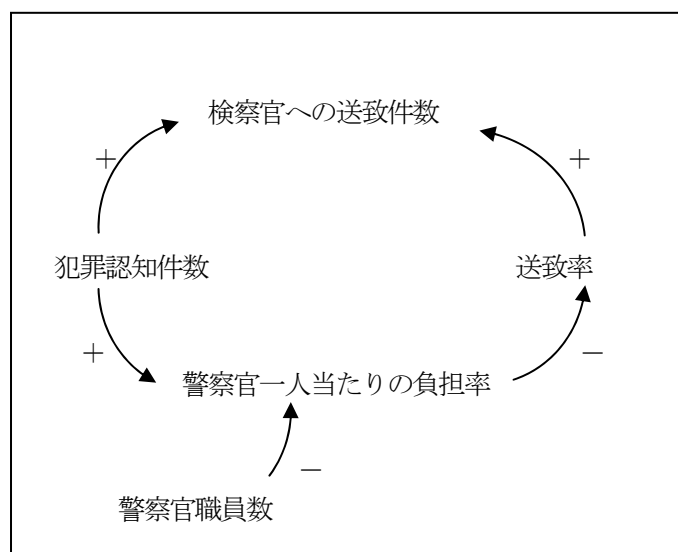 検察官への送致件数
+
+
犯罪認知件数
送致率
+
−
警察官一人当たりの負担率
−
警察官職員数